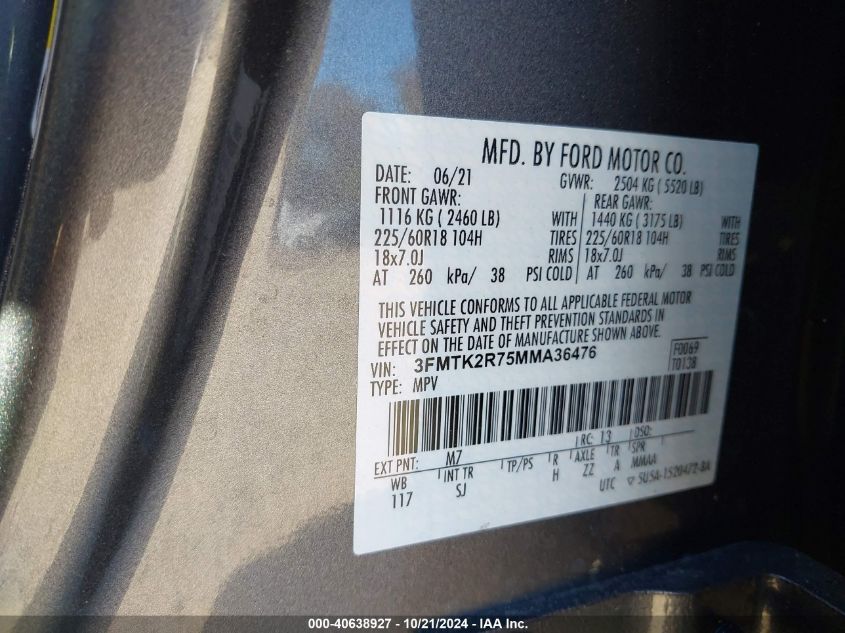 MFD. BY FORD MOTOR CO.
DATE: 06/21 GVWR: 2504 KG ( 5520 LB)
FRONT GAWR: REAR GAWR:
1116 KG ( 2460 LB) WITH 1440 KG ( 3175 LB) WITH
225/60R18 104H TIRES 225/60R18 104H TIRES
18x7.0J RIMS 18x7.0J RIMS
AT 260 kPa/ 38 PSI COLD AT 260 kPa/ 38 PSI COLD
THIS VEHICLE CONFORMS TO ALL APPLICABLE FEDERAL MOTOR
VEHICLE SAFETY AND THEFT PREVENTION STANDARDS IN
EFFECT ON THE DATE OF MANUFACTURE SHOWN ABOVE.
VIN: 3FMTK2R75MMA36476 F0069
TYPE: MPV T0138
EXT PNT: M7 RC: 13 DSO:
WB INT TR TP/PS R AXLE TR SPR
117 SJ H ZZ A MMAA
UTC ▽ 5U5A-1520472-BA
000-40638927 - 10/21/2024 - IAA Inc.